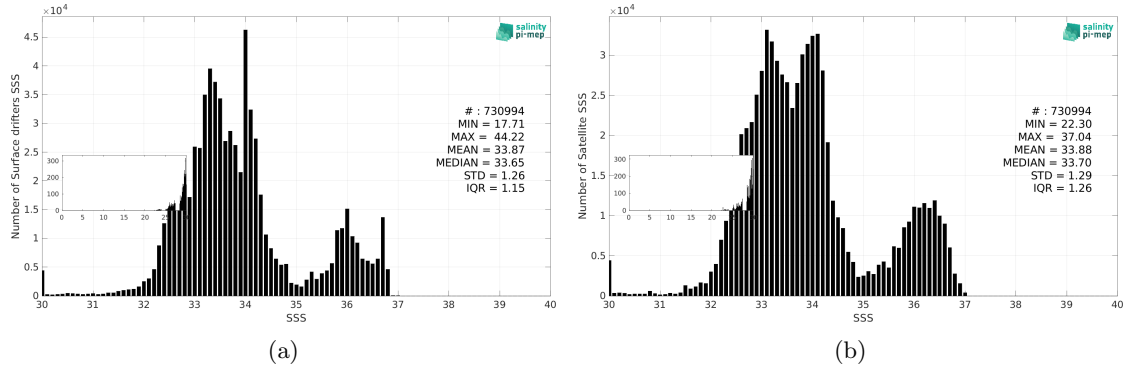 ×10⁴
4.5
4
3.5
3
2.5
2
1.5
1
0.5
0
Number of Surface drifters SSS
salinity
pi-mep
# : 730994
MIN = 17.71
MAX = 44.22
MEAN = 33.87
MEDIAN = 33.65
STD = 1.26
IQR = 1.15
300
200
100
0
0 5 10 15 20 25
30 31 32 33 34 35 36 37 38 39 40
SSS
(a)
×10⁴
3
2.5
2
1.5
1
0.5
0
Number of Satellite SSS
salinity
pi-mep
# : 730994
MIN = 22.30
MAX = 37.04
MEAN = 33.88
MEDIAN = 33.70
STD = 1.29
IQR = 1.26
300
200
100
0
0 5 10 15 20 25
30 31 32 33 34 35 36 37 38 39 40
SSS
(b)